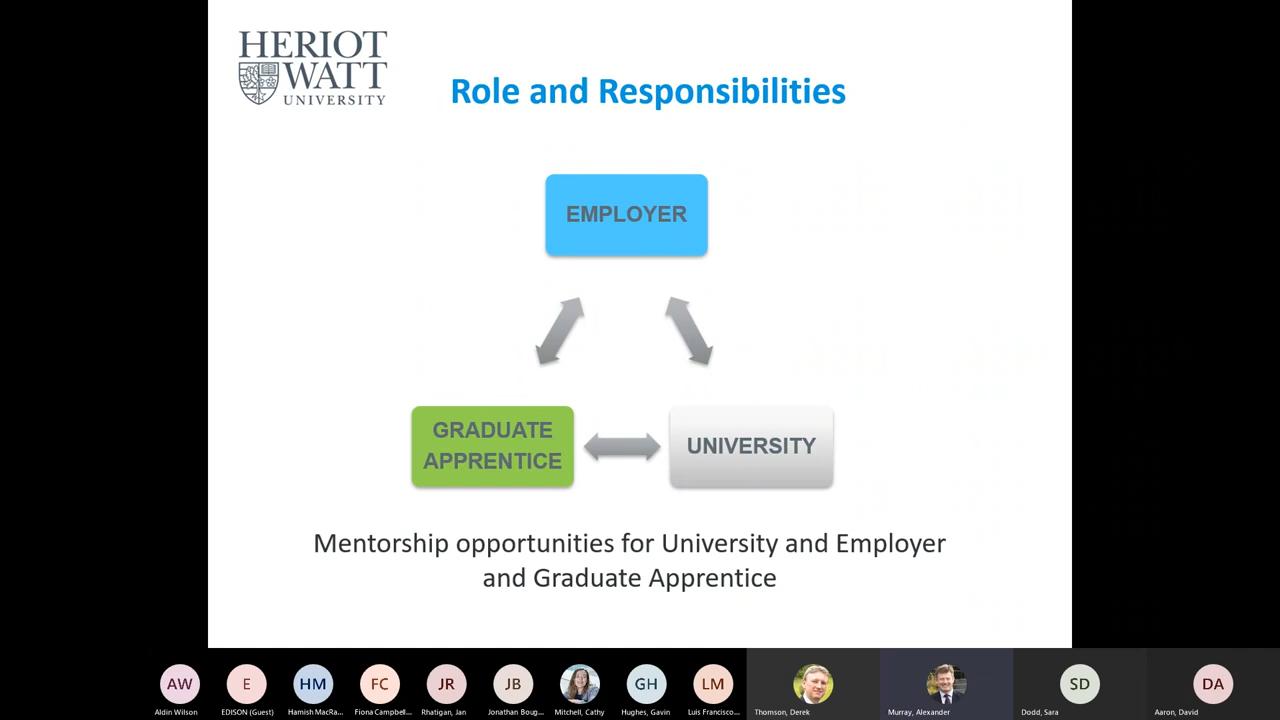 HERIOT
WATT
UNIVERSITY
Role and Responsibilities
EMPLOYER
GRADUATE
APPRENTICE
UNIVERSITY
Mentorship opportunities for University and Employer
and Graduate Apprentice
AW
E
HM
FC
JR
JB
GH
LM
SD
DA
Aldin Wilson
EDISON (Guest)
Hamish MacRa...
Fiona Campbell...
Rhatigan, Jan
Jonathan Boug...
Mitchell, Cathy
Hughes, Gavin
Luis Francisco...
Thomson, Derek
Murray, Alexander
Dodd, Sara
Aaron, David